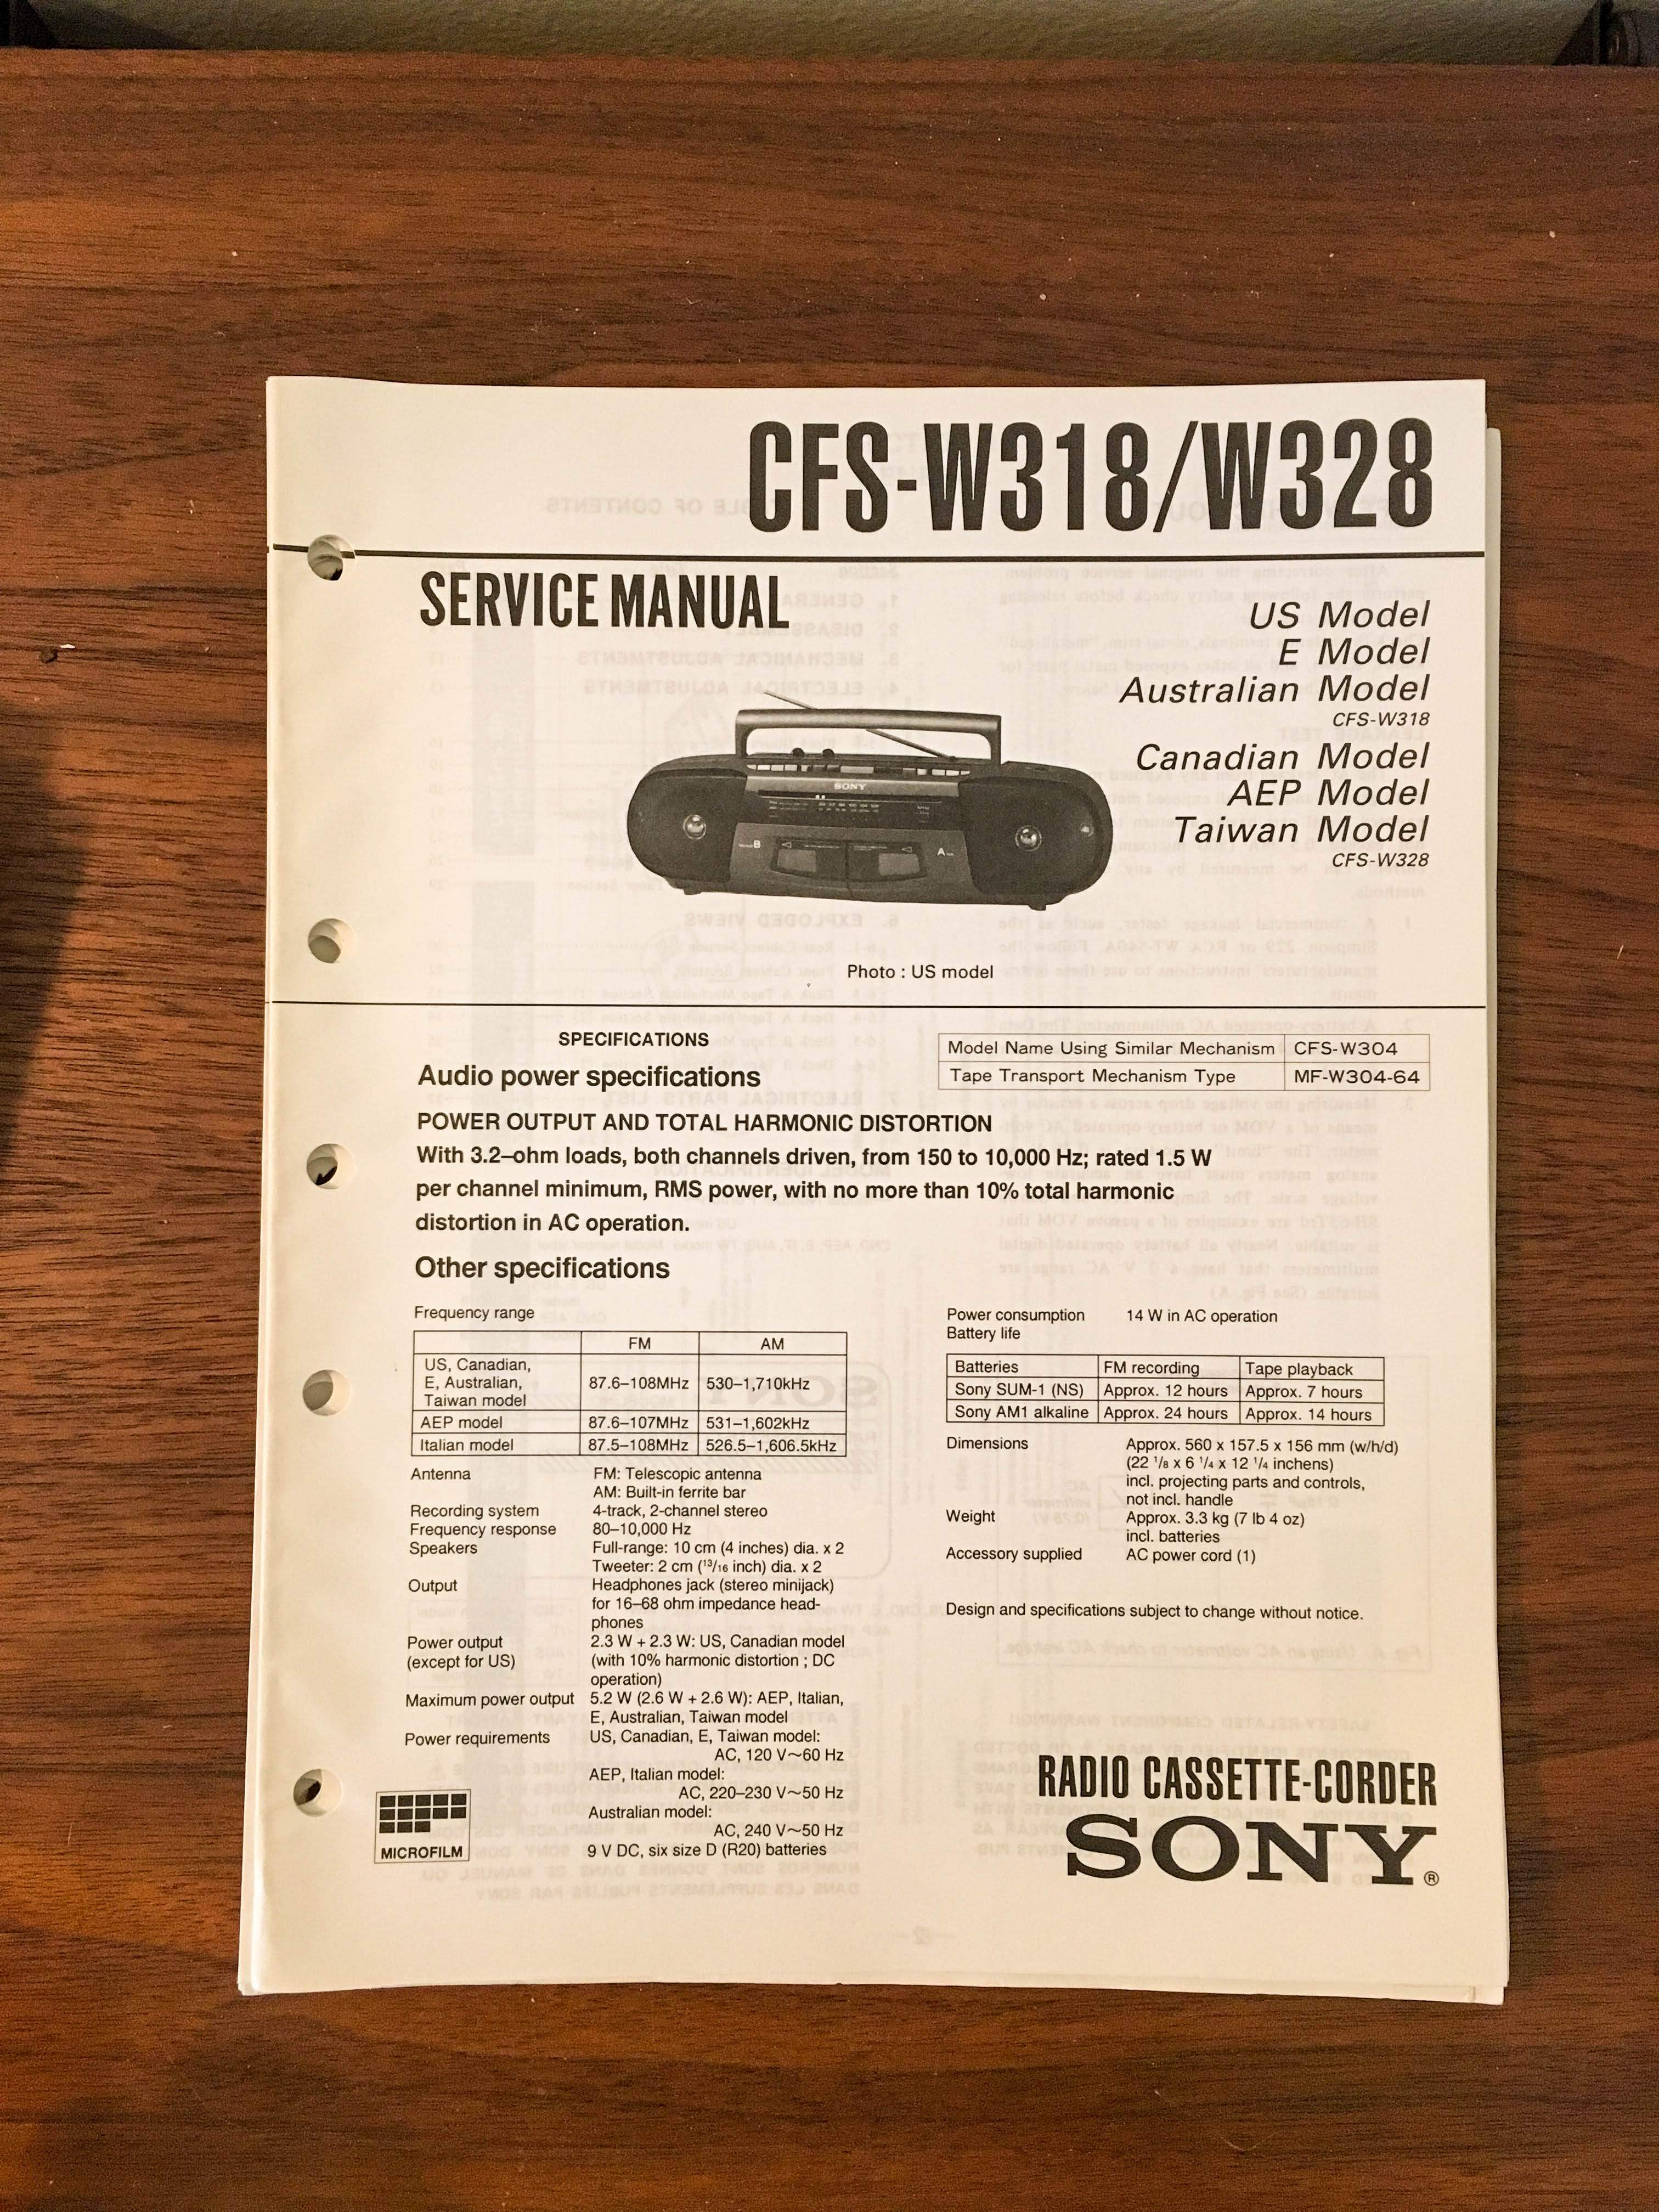 CFS-W318/W328
SERVICE MANUAL
US Model
E Model
Australian Model
CFS-W318
Canadian Model
AEP Model
Taiwan Model
CFS-W328
SONY
B
A
Photo : US model
SPECIFICATIONS
Audio power specifications
POWER OUTPUT AND TOTAL HARMONIC DISTORTION
With 3.2–ohm loads, both channels driven, from 150 to 10,000 Hz; rated 1.5 W
per channel minimum, RMS power, with no more than 10% total harmonic
distortion in AC operation.
Model Name Using Similar Mechanism CFS-W304
Tape Transport Mechanism Type MF-W304-64
Other specifications
Frequency range
FM AM
US, Canadian,
E, Australian,
Taiwan model 87.6–108MHz 530–1,710kHz
AEP model 87.6–107MHz 531–1,602kHz
Italian model 87.5–108MHz 526.5–1,606.5kHz
Antenna FM: Telescopic antenna
AM: Built-in ferrite bar
Recording system 4-track, 2-channel stereo
Frequency response 80–10,000 Hz
Speakers Full-range: 10 cm (4 inches) dia. x 2
Tweeter: 2 cm (13/16 inch) dia. x 2
Output Headphones jack (stereo minijack)
for 16–68 ohm impedance head-
phones
Power output 2.3 W + 2.3 W: US, Canadian model
(except for US) (with 10% harmonic distortion ; DC
operation)
Maximum power output 5.2 W (2.6 W + 2.6 W): AEP, Italian,
E, Australian, Taiwan model
Power requirements US, Canadian, E, Taiwan model:
AC, 120 V～60 Hz
AEP, Italian model:
AC, 220–230 V～50 Hz
Australian model:
AC, 240 V～50 Hz
9 V DC, six size D (R20) batteries
Power consumption 14 W in AC operation
Battery life
Batteries FM recording Tape playback
Sony SUM-1 (NS) Approx. 12 hours Approx. 7 hours
Sony AM1 alkaline Approx. 24 hours Approx. 14 hours
Dimensions Approx. 560 x 157.5 x 156 mm (w/h/d)
(22 1/8 x 6 1/4 x 12 1/4 inchens)
incl. projecting parts and controls,
not incl. handle
Weight Approx. 3.3 kg (7 lb 4 oz)
incl. batteries
Accessory supplied AC power cord (1)
Design and specifications subject to change without notice.
MICROFILM
RADIO CASSETTE-CORDER
SONY®